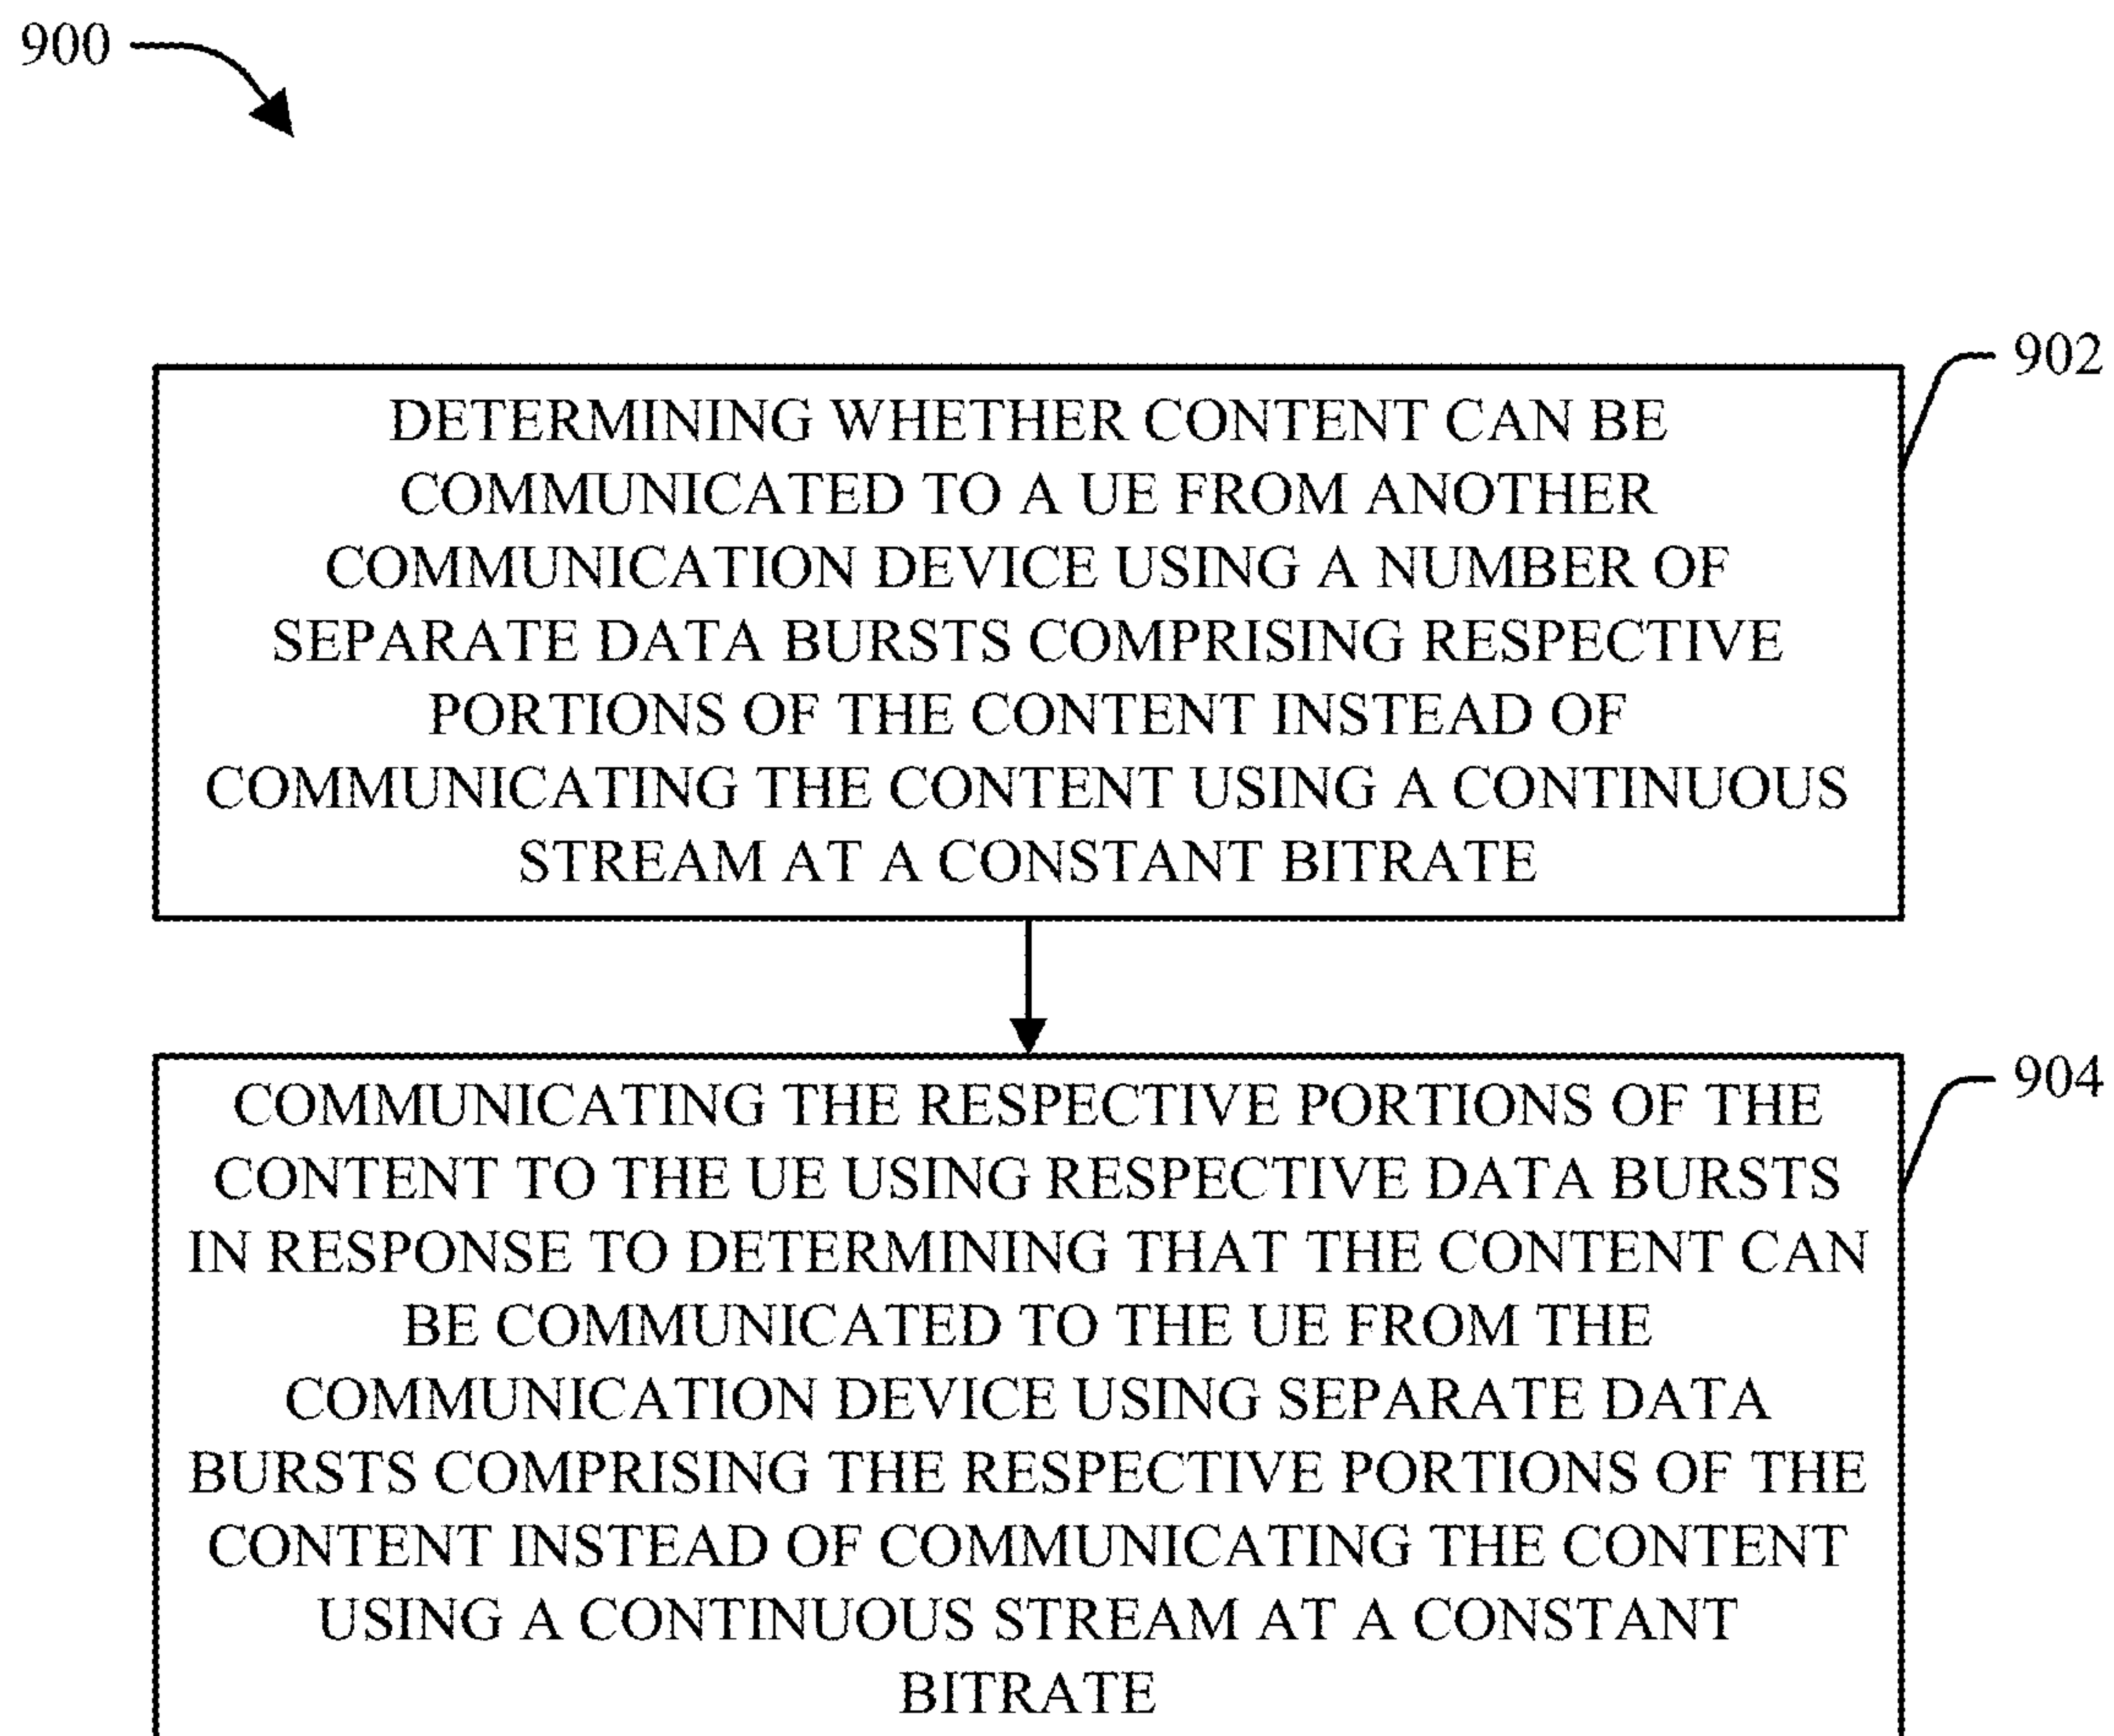 900
902
DETERMINING WHETHER CONTENT CAN BE
COMMUNICATED TO A UE FROM ANOTHER
COMMUNICATION DEVICE USING A NUMBER OF
SEPARATE DATA BURSTS COMPRISING RESPECTIVE
PORTIONS OF THE CONTENT INSTEAD OF
COMMUNICATING THE CONTENT USING A CONTINUOUS
STREAM AT A CONSTANT BITRATE
904
COMMUNICATING THE RESPECTIVE PORTIONS OF THE
CONTENT TO THE UE USING RESPECTIVE DATA BURSTS
IN RESPONSE TO DETERMINING THAT THE CONTENT CAN
BE COMMUNICATED TO THE UE FROM THE
COMMUNICATION DEVICE USING SEPARATE DATA
BURSTS COMPRISING THE RESPECTIVE PORTIONS OF THE
CONTENT INSTEAD OF COMMUNICATING THE CONTENT
USING A CONTINUOUS STREAM AT A CONSTANT
BITRATE